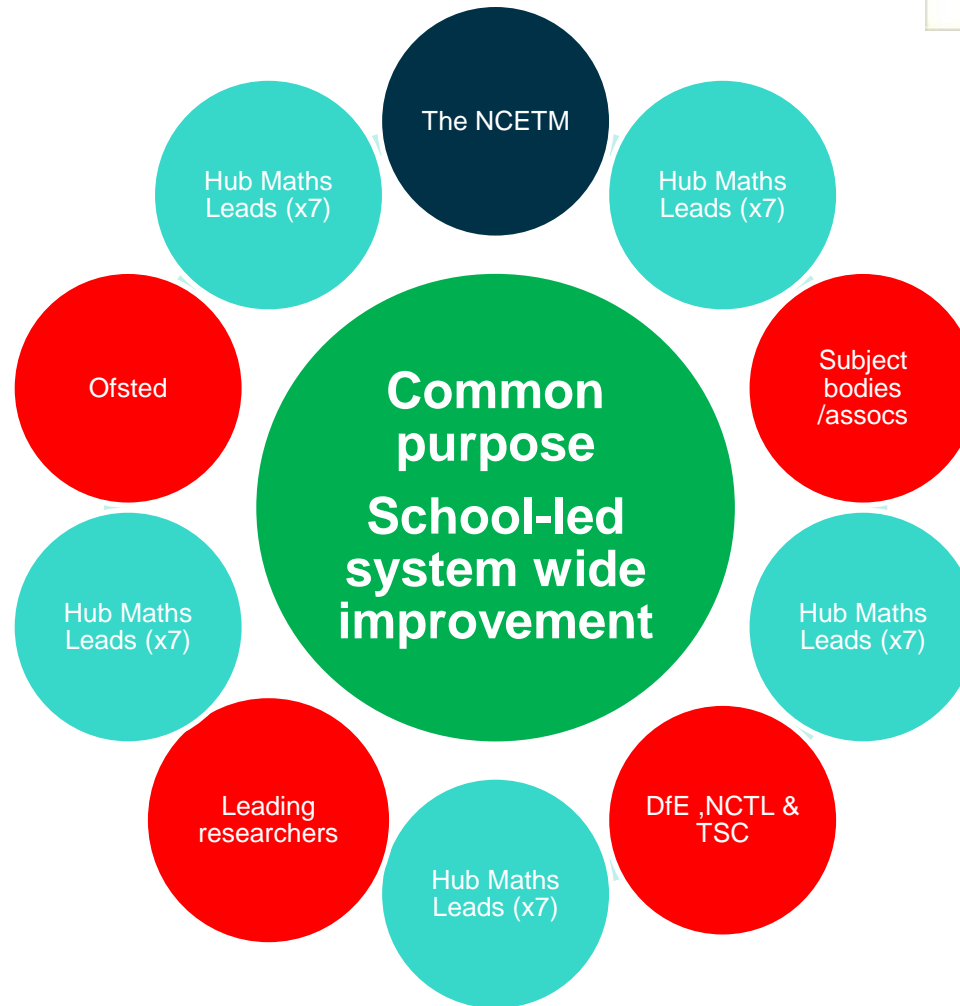 The NCETM
Hub Maths
Leads (x7)
Hub Maths
Leads (x7)
Ofsted
Subject
bodies
/assocs
Common
purpose
School-led
system wide
improvement
Hub Maths
Leads (x7)
Hub Maths
Leads (x7)
Leading
researchers
DfE ,NCTL &
TSC
Hub Maths
Leads (x7)